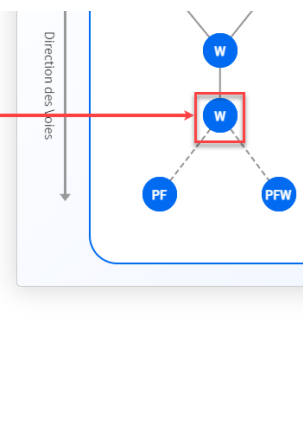 Direction des Voies
W
W
PF
PFW